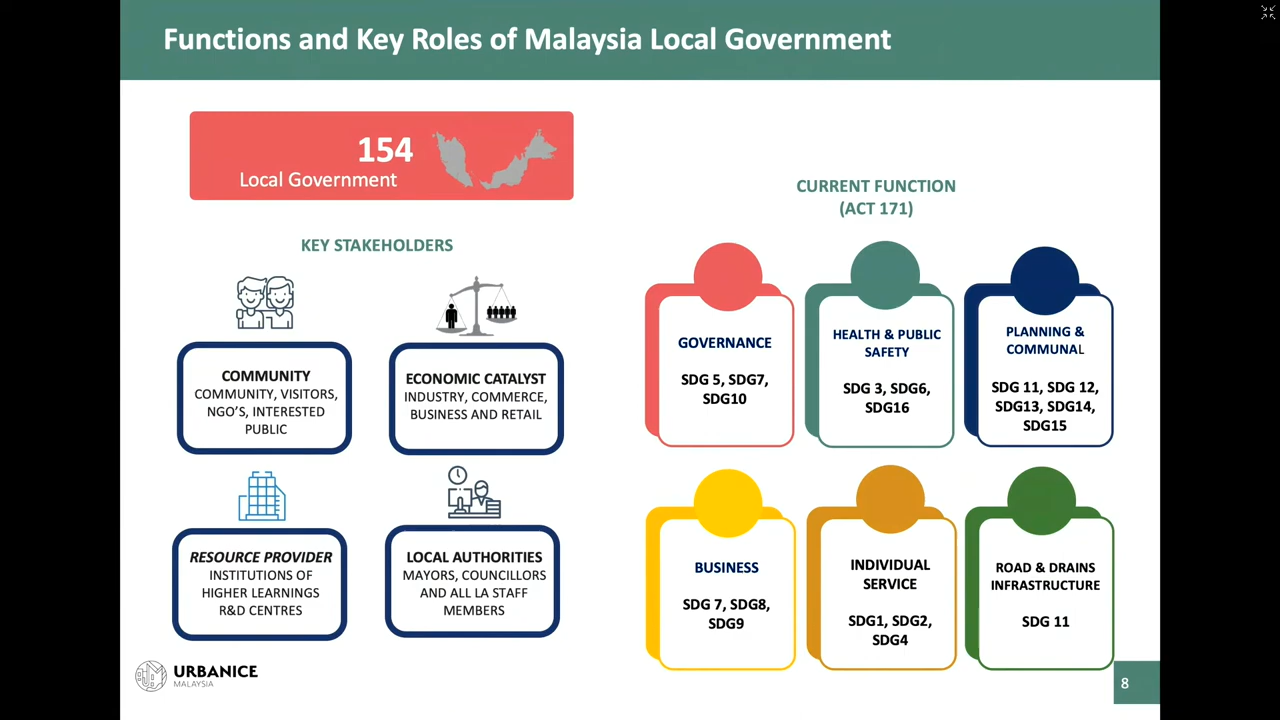 Functions and Key Roles of Malaysia Local Government
154
Local Government
KEY STAKEHOLDERS
COMMUNITY
COMMUNITY, VISITORS,
NGO'S, INTERESTED
PUBLIC
ECONOMIC CATALYST
INDUSTRY, COMMERCE,
BUSINESS AND RETAIL
RESOURCE PROVIDER
INSTITUTIONS OF
HIGHER LEARNINGS
R&D CENTRES
LOCAL AUTHORITIES
MAYORS, COUNCILLORS
AND ALL LA STAFF
MEMBERS
CURRENT FUNCTION
(ACT 171)
GOVERNANCE
SDG 5, SDG7,
SDG10
HEALTH & PUBLIC
SAFETY
SDG 3, SDG6,
SDG16
PLANNING &
COMMUNAL
SDG 11, SDG 12,
SDG13, SDG14,
SDG15
BUSINESS
SDG 7, SDG8,
SDG9
INDIVIDUAL
SERVICE
SDG1, SDG2,
SDG4
ROAD & DRAINS
INFRASTRUCTURE
SDG 11
URBANICE
MALAYSIA
8